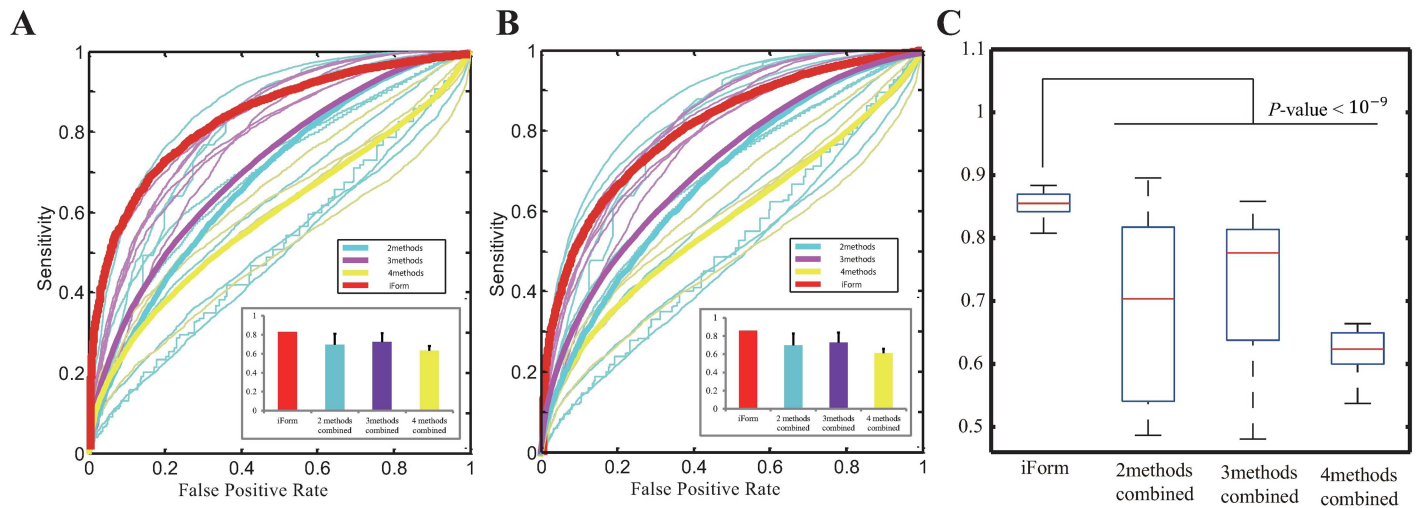 A
1
0.8
0.6
0.4
0.2
0
Sensitivity
2methods
3methods
4methods
iForm
1
0.8
0.6
0.4
0.2
0
iForm
2 methods
combined
3methods
combined
4 methods
combined
0
0.2
0.4
0.6
0.8
1
False Positive Rate
B
1
0.8
0.6
0.4
0.2
0
Sensitivity
2methods
3methods
4methods
iForm
1
0.8
0.6
0.4
0.2
0
iForm
2 methods
combined
3methods
combined
4 methods
combined
0
0.2
0.4
0.6
0.8
1
False Positive Rate
C
1.1
1
0.9
0.8
0.7
0.6
0.5
P-value < 10⁻⁹
iForm
2methods
combined
3methods
combined
4methods
combined